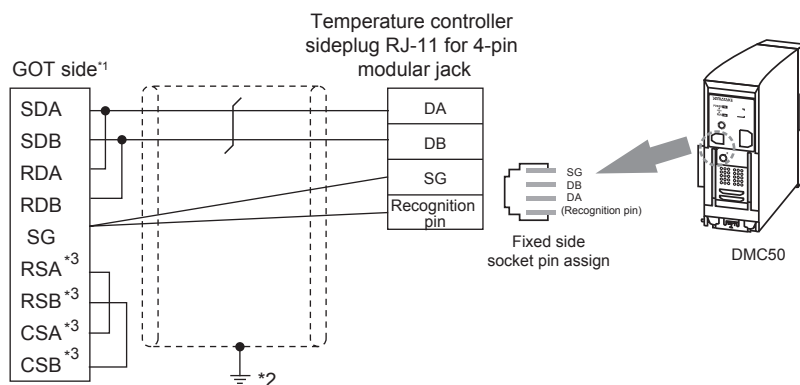 Temperature controller
sideplug RJ-11 for 4-pin
modular jack
GOT side*1
SDA
SDB
RDA
RDB
SG
RSA*3
RSB*3
CSA*3
CSB*3
*2
DA
DB
SG
Recognition
pin
SG
DB
DA
(Recognition pin)
Fixed side
socket pin assign
DMC50